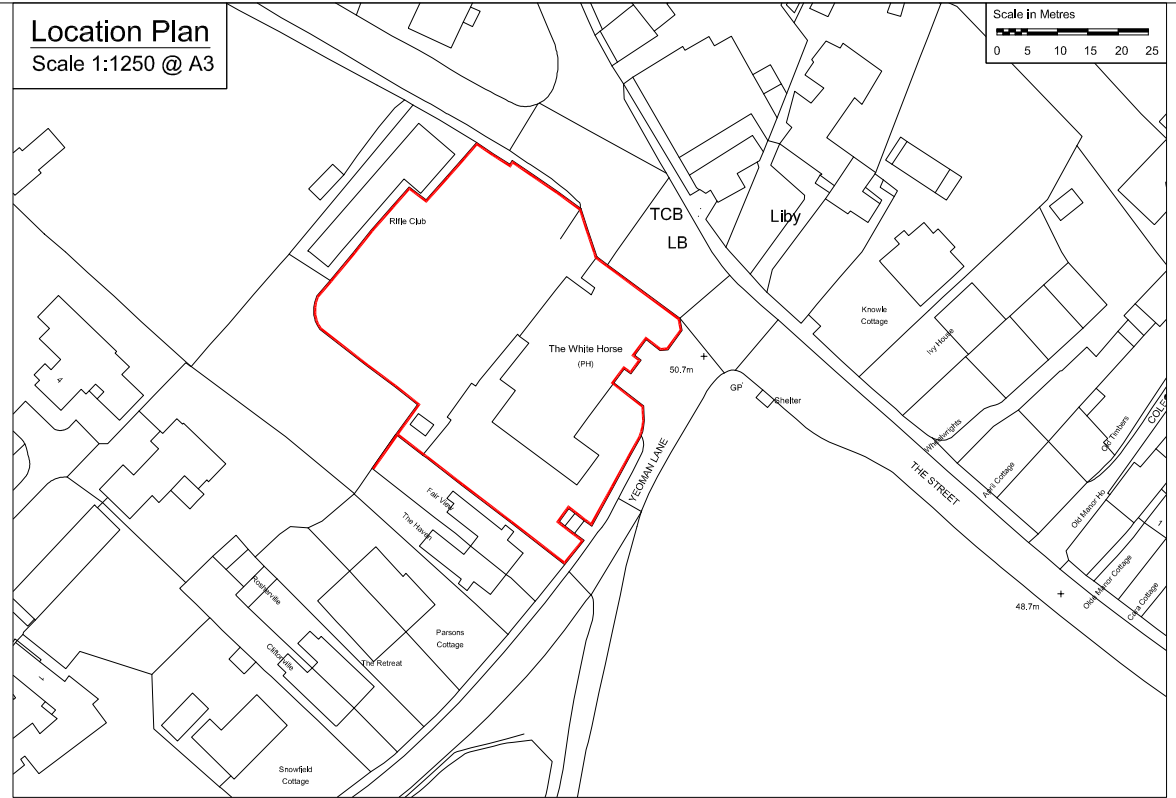 Location Plan
Scale 1:1250 @ A3
Scale in Metres
0 5 10 15 20 25
Rifle Club
TCB
LB
Liby
Knowle
Cottage
Ivy House
The White Horse
(PH)
50.7m
GP
Shelter
4
Wheelwrights
Old Timbers
COLE
YEOMAN LANE
THE STREET
April Cottage
Fair View
The Haven
Old Manor Ho
1
Olde Manor Cottage
Cara Cottage
48.7m
Rosherville
Parsons
Cottage
Cliftonville
The Retreat
1
Snowfield
Cottage